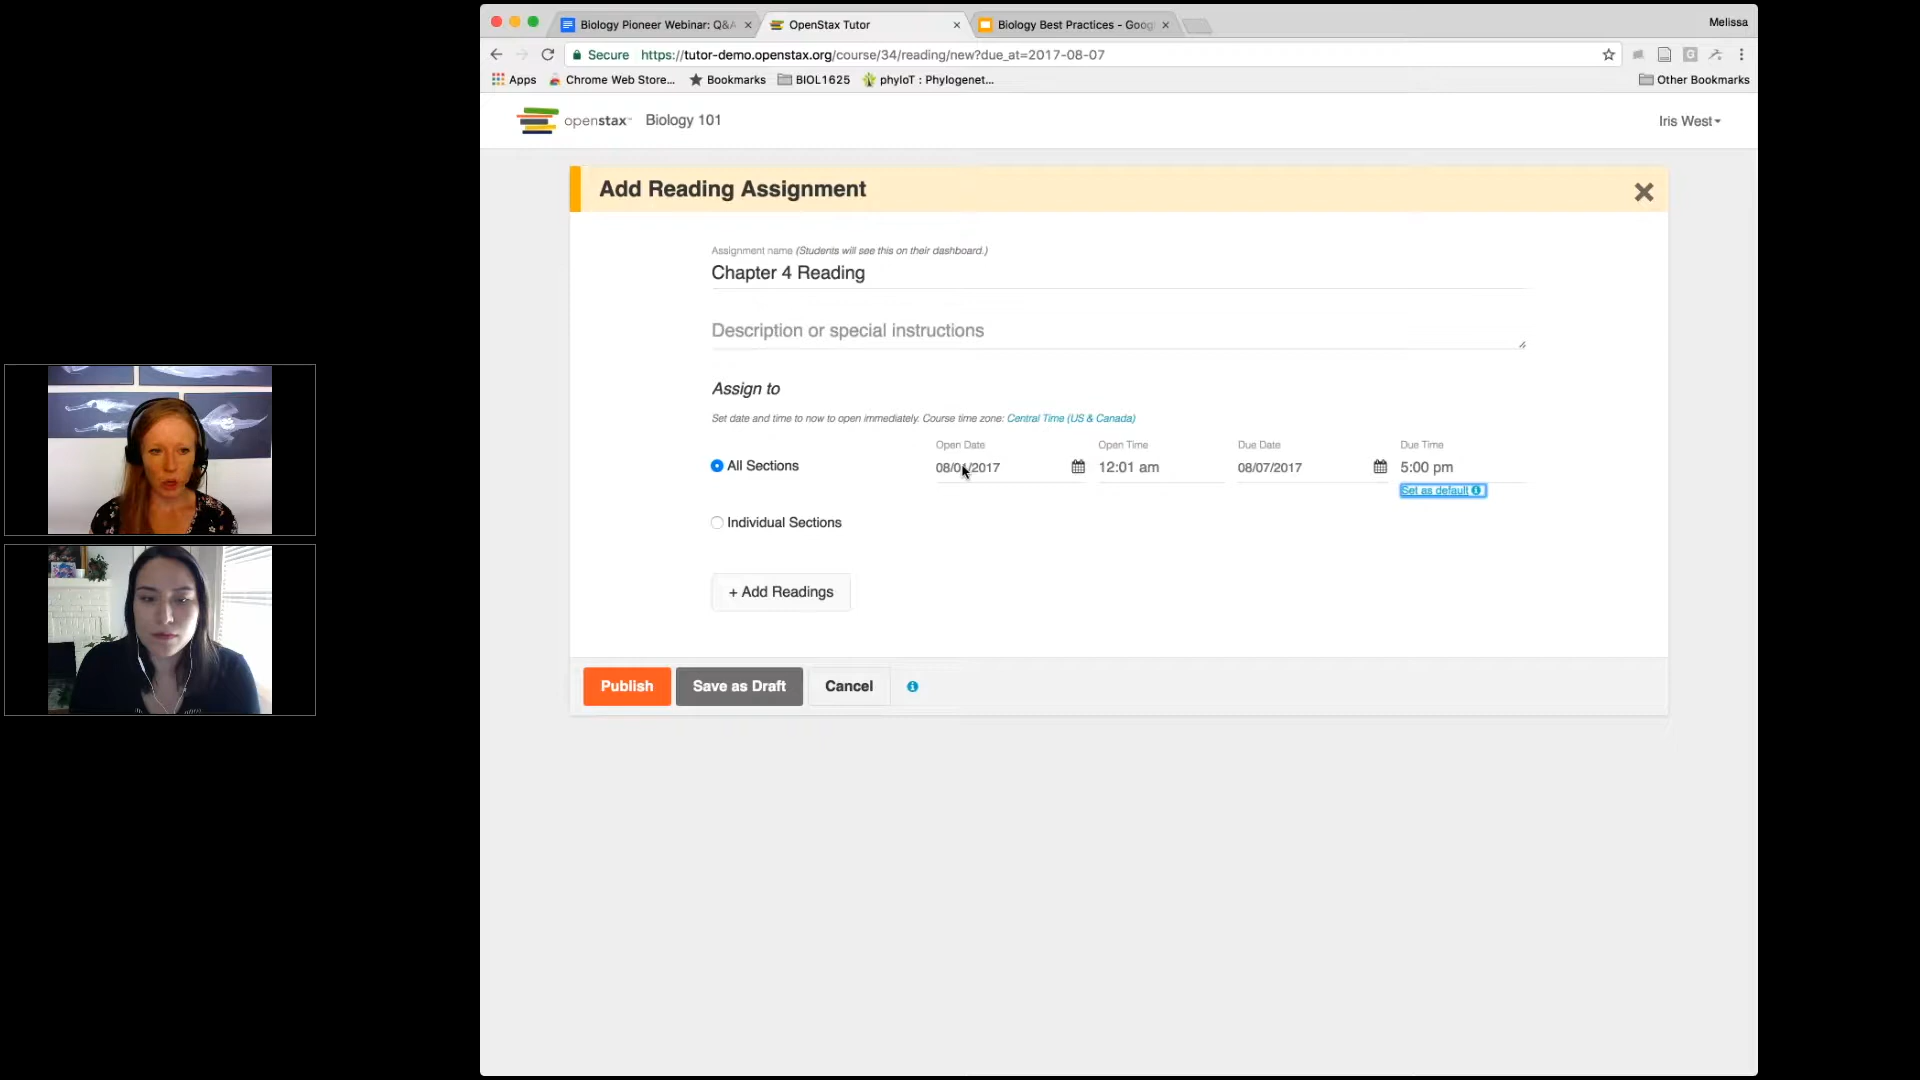 Biology Pioneer Webinar: Q&A
OpenStax Tutor
Biology Best Practices - Goog
Melissa
Secure https://tutor-demo.openstax.org/course/34/reading/new?due_at=2017-08-07
Apps Chrome Web Store... Bookmarks BIOL1625 phyloT : Phylogenet... Other Bookmarks
openstax™ Biology 101 Iris West
Add Reading Assignment
Assignment name (Students will see this on their dashboard.)
Chapter 4 Reading
Description or special instructions
Assign to
Set date and time to now to open immediately. Course time zone: Central Time (US & Canada)
Open Date Open Time Due Date Due Time
All Sections 12:01 am 08/07/2017 5:00 pm
Set as default
Individual Sections
+ Add Readings
Publish Save as Draft Cancel